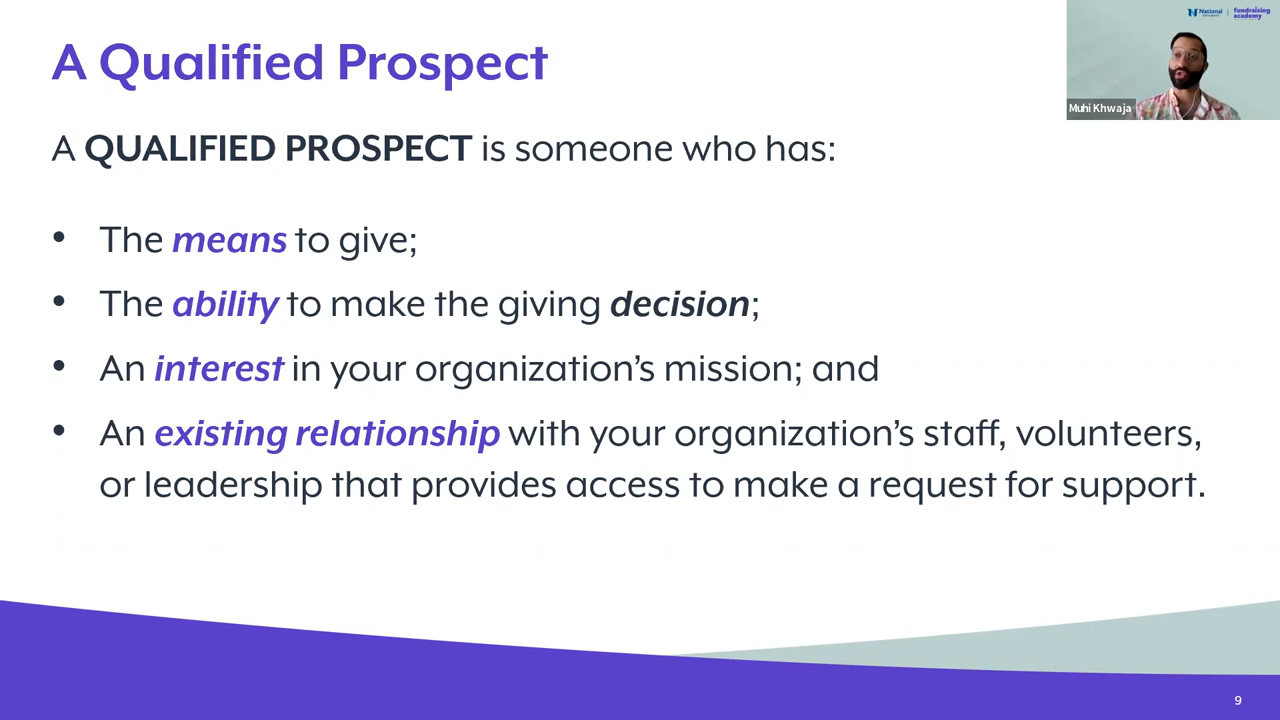 A Qualified Prospect
National
UNIVERSITY
fundraising
academy
Muhi Khwaja
A QUALIFIED PROSPECT is someone who has:
• The means to give;
• The ability to make the giving decision;
• An interest in your organization’s mission; and
• An existing relationship with your organization’s staff, volunteers,
or leadership that provides access to make a request for support.
9